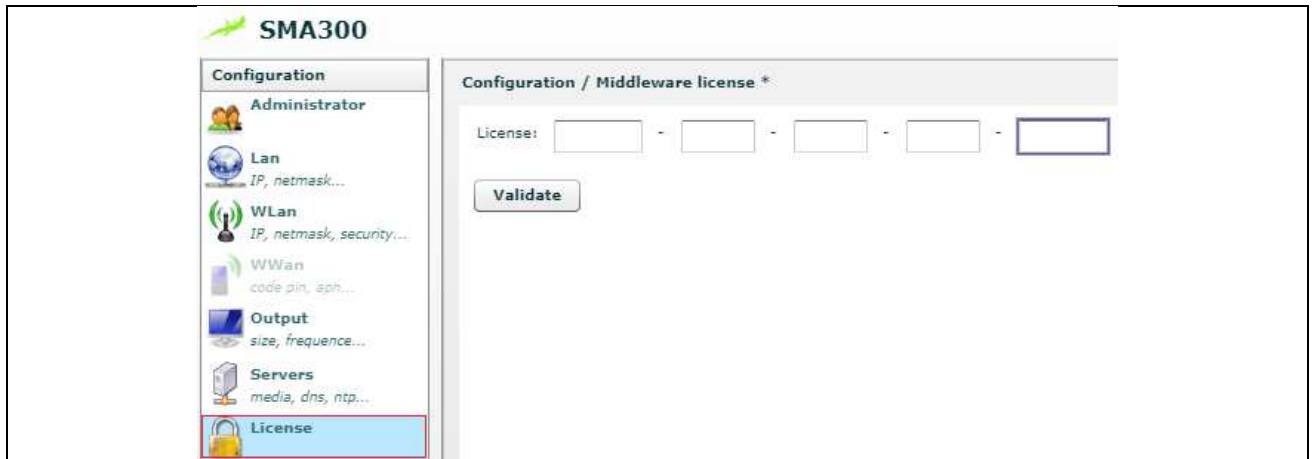 SMA300
Configuration
Administrator
Lan
IP, netmask...
WLan
IP, netmask, security...
WWan
code pin, apn...
Output
size, frequence...
Servers
media, dns, ntp...
License
Configuration / Middleware license *
License: - - - -
Validate